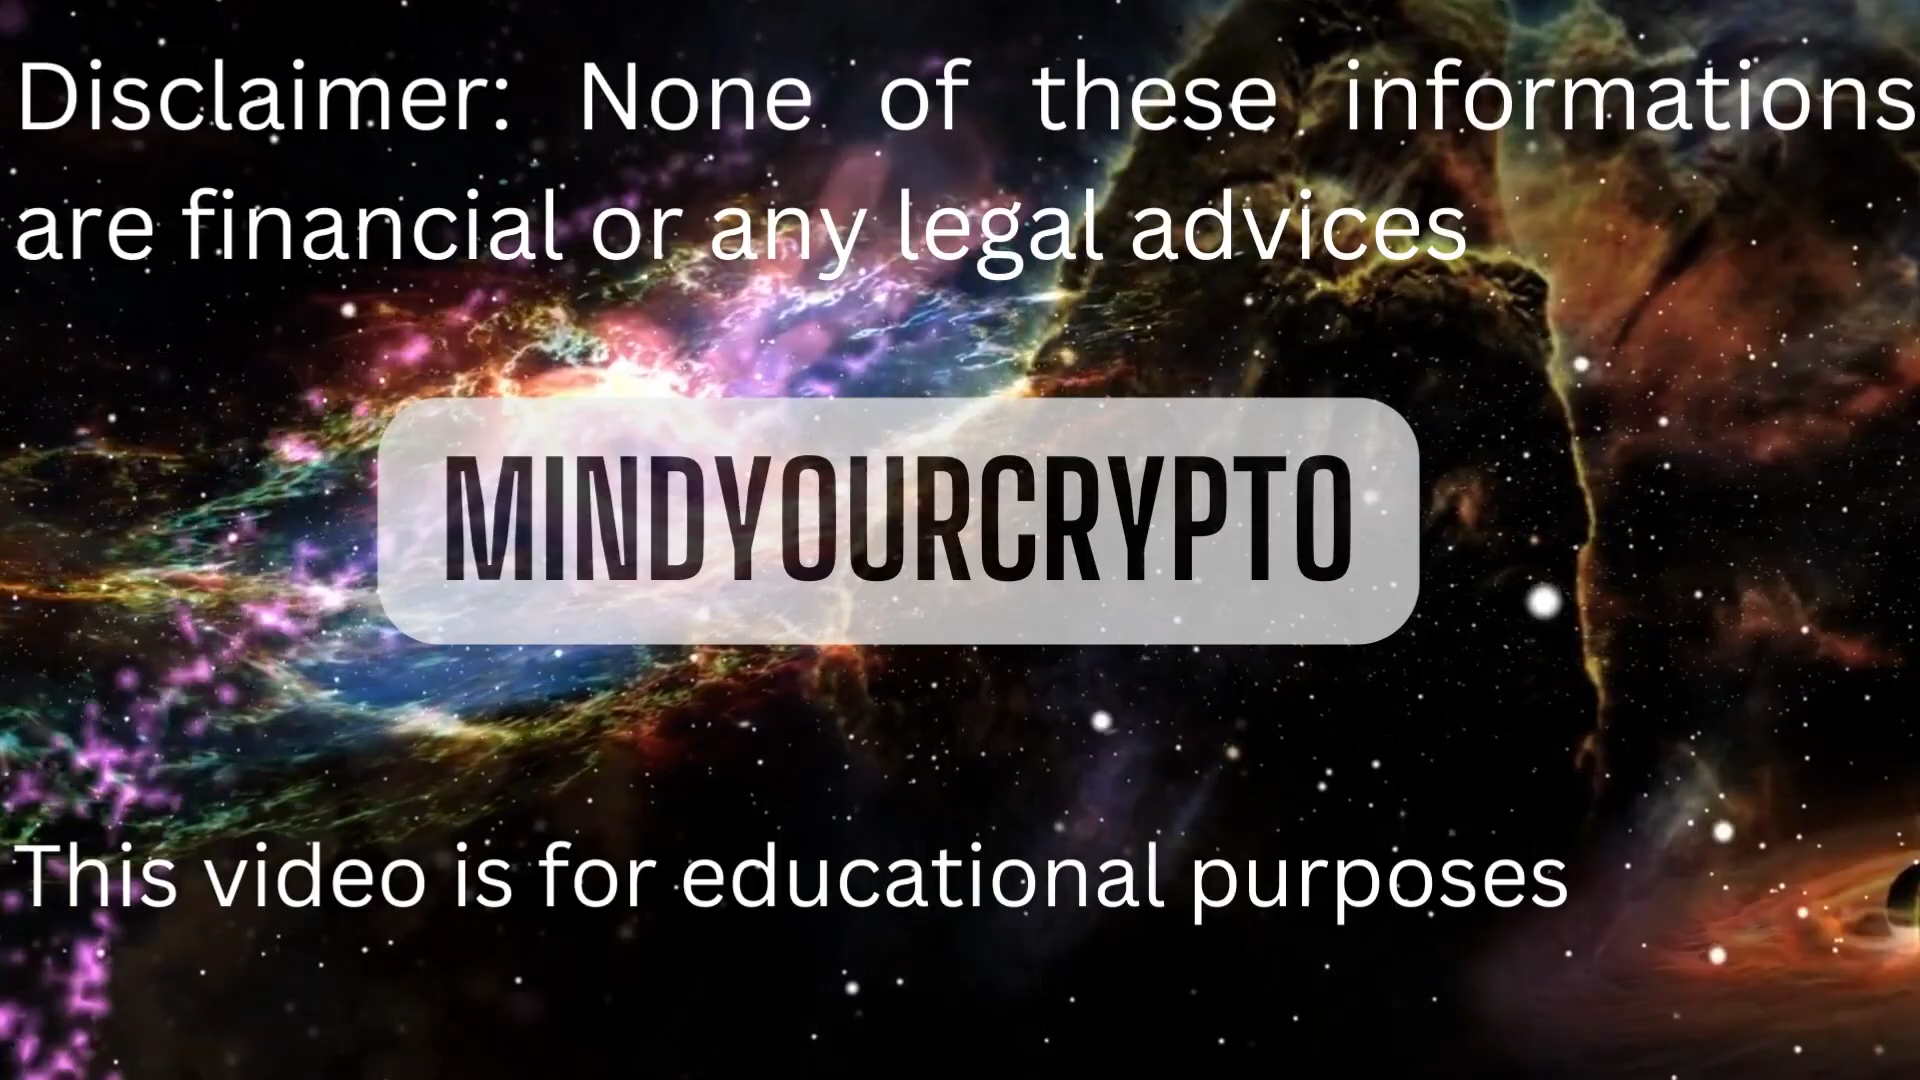 Disclaimer: None of these informations
are financial or any legal advices
MINDYOURCRYPTO
This video is for educational purposes